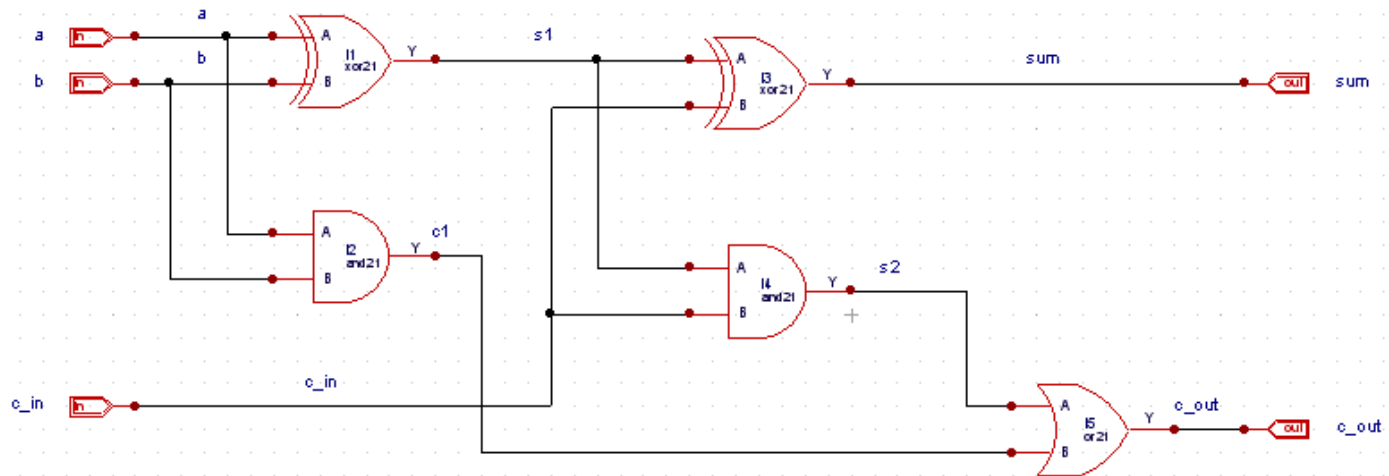 a
a In A I1 xor21 Y s1 A I3 xor21 Y sum out sum
b In b B B
A I2 and21 Y c1 A I4 and21 Y s2
B B
c_in In c_in A I5 or21 Y c_out out c_out
B